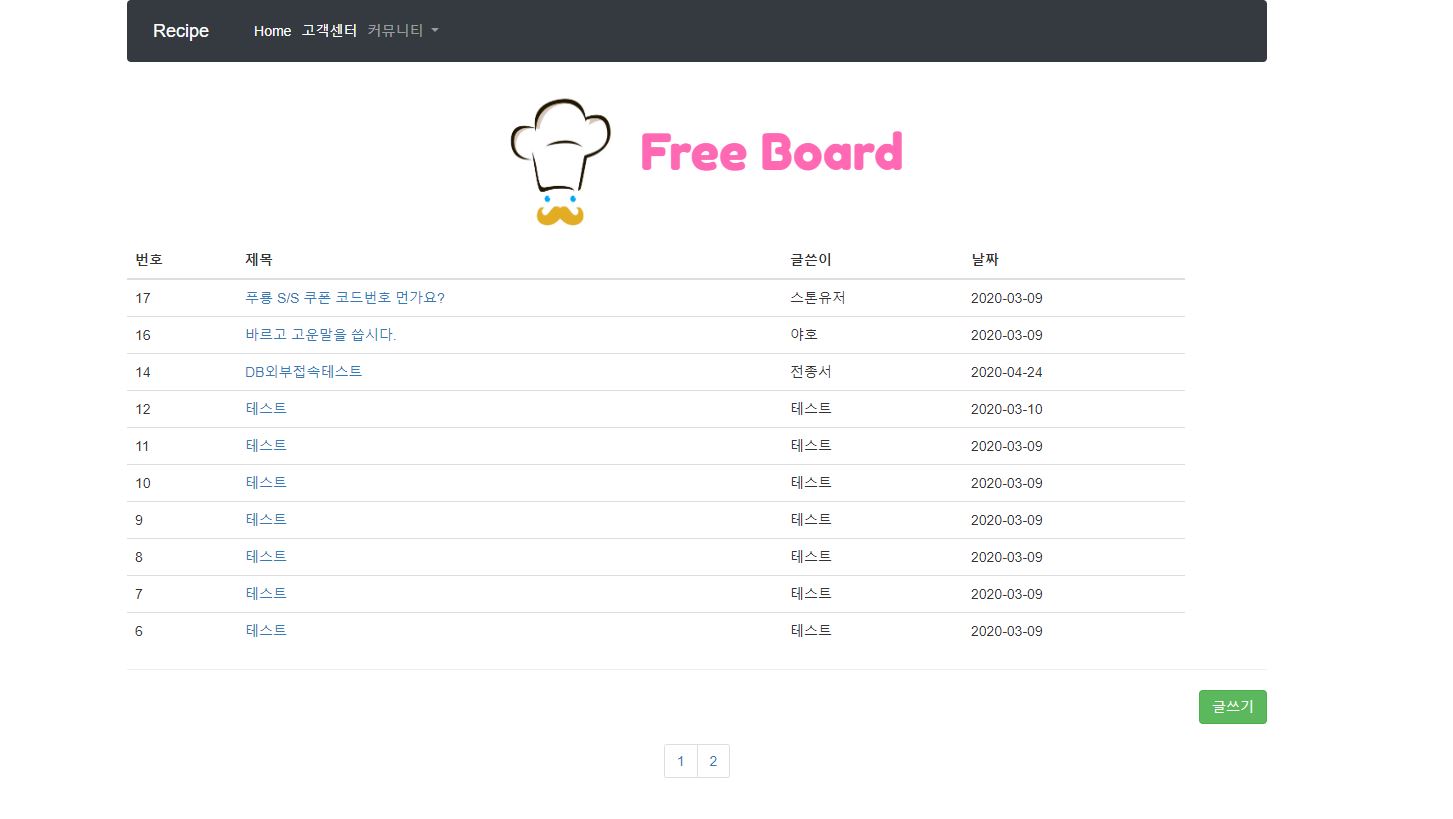 Recipe Home 고객센터 커뮤니티
Free Board
번호 제목 글쓴이 날짜
17 푸룡 S/S 쿠폰 코드번호 먼가요? 스톤유저 2020-03-09
16 바르고 고운말을 씁시다. 야호 2020-03-09
14 DB외부접속테스트 전종서 2020-04-24
12 테스트 테스트 2020-03-10
11 테스트 테스트 2020-03-09
10 테스트 테스트 2020-03-09
9 테스트 테스트 2020-03-09
8 테스트 테스트 2020-03-09
7 테스트 테스트 2020-03-09
6 테스트 테스트 2020-03-09
글쓰기
1 2